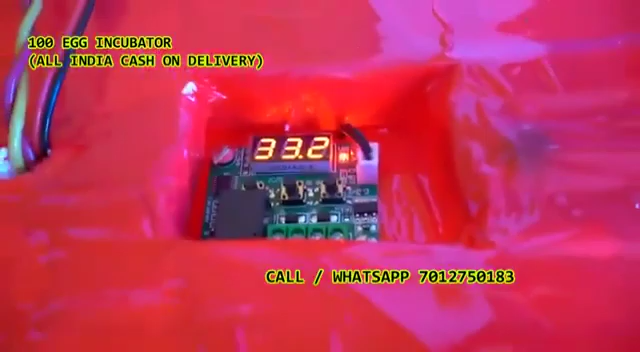 100 EGG INCUBATOR
(ALL INDIA CASH ON DELIVERY)
33.2
CALL / WHATSAPP 7012750183